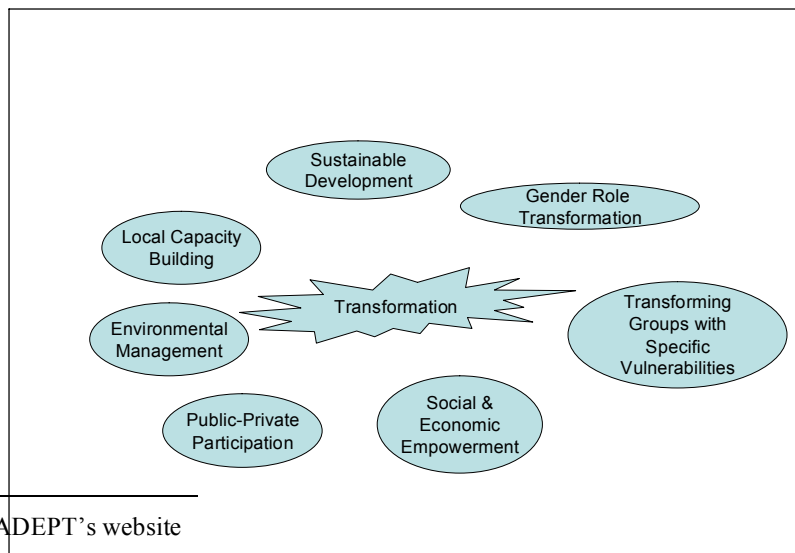 Sustainable
Development
Gender Role
Transformation
Local Capacity
Building
Transformation
Transforming
Groups with
Specific
Vulnerabilities
Environmental
Management
Social &
Economic
Empowerment
Public-Private
Participation
ADEPT’s website